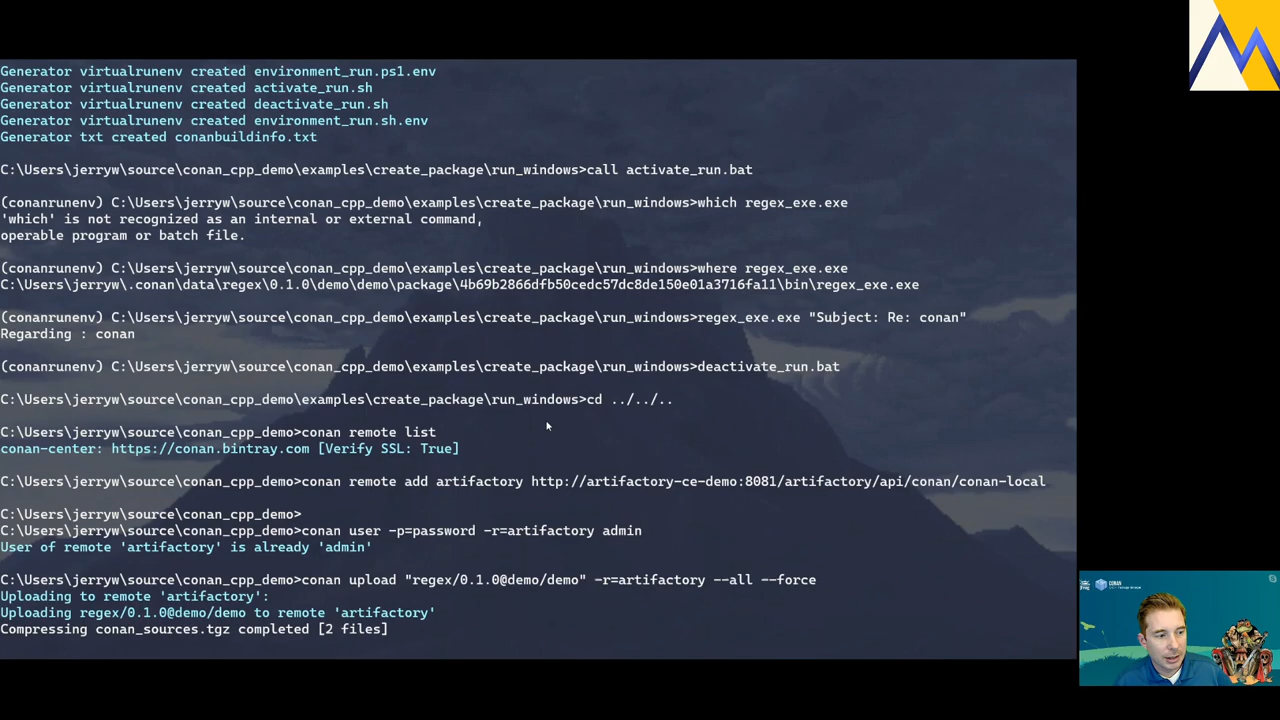 Generator virtualrunenv created environment_run.ps1.env
Generator virtualrunenv created activate_run.sh
Generator virtualrunenv created deactivate_run.sh
Generator virtualrunenv created environment_run.sh.env
Generator txt created conanbuildinfo.txt
C:\Users\jerryw\source\conan_cpp_demo\examples\create_package\run_windows>call activate_run.bat
(conanrunenv) C:\Users\jerryw\source\conan_cpp_demo\examples\create_package\run_windows>which regex_exe.exe
'which' is not recognized as an internal or external command,
operable program or batch file.
(conanrunenv) C:\Users\jerryw\source\conan_cpp_demo\examples\create_package\run_windows>where regex_exe.exe
C:\Users\jerryw\.conan\data\regex\0.1.0\demo\demo\package\4b69b2866dfb50cedc57dc8de150e01a3716fa11\bin\regex_exe.exe
(conanrunenv) C:\Users\jerryw\source\conan_cpp_demo\examples\create_package\run_windows>regex_exe.exe "Subject: Re: conan"
Regarding : conan
(conanrunenv) C:\Users\jerryw\source\conan_cpp_demo\examples\create_package\run_windows>deactivate_run.bat
C:\Users\jerryw\source\conan_cpp_demo\examples\create_package\run_windows>cd ../../..
C:\Users\jerryw\source\conan_cpp_demo>conan remote list
conan-center: https://conan.bintray.com [Verify SSL: True]
C:\Users\jerryw\source\conan_cpp_demo>conan remote add artifactory http://artifactory-ce-demo:8081/artifactory/api/conan/conan-local
C:\Users\jerryw\source\conan_cpp_demo>
C:\Users\jerryw\source\conan_cpp_demo>conan user -p=password -r=artifactory admin
User of remote 'artifactory' is already 'admin'
C:\Users\jerryw\source\conan_cpp_demo>conan upload "regex/0.1.0@demo/demo" -r=artifactory --all --force
Uploading to remote 'artifactory':
Uploading regex/0.1.0@demo/demo to remote 'artifactory'
Compressing conan_sources.tgz completed [2 files]
CONAN